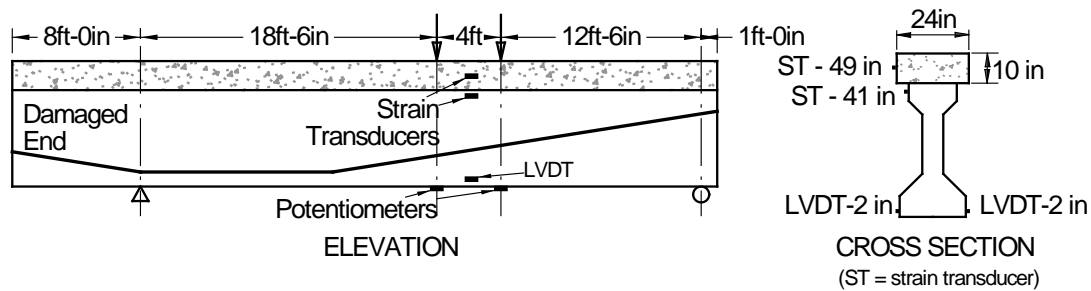 8ft-0in
18ft-6in
4ft
12ft-6in
1ft-0in
Damaged
End
Strain
Transducers
LVDT
Potentiometers
ELEVATION
24in
ST - 49 in
10 in
ST - 41 in
LVDT-2 in
LVDT-2 in
CROSS SECTION
(ST = strain transducer)